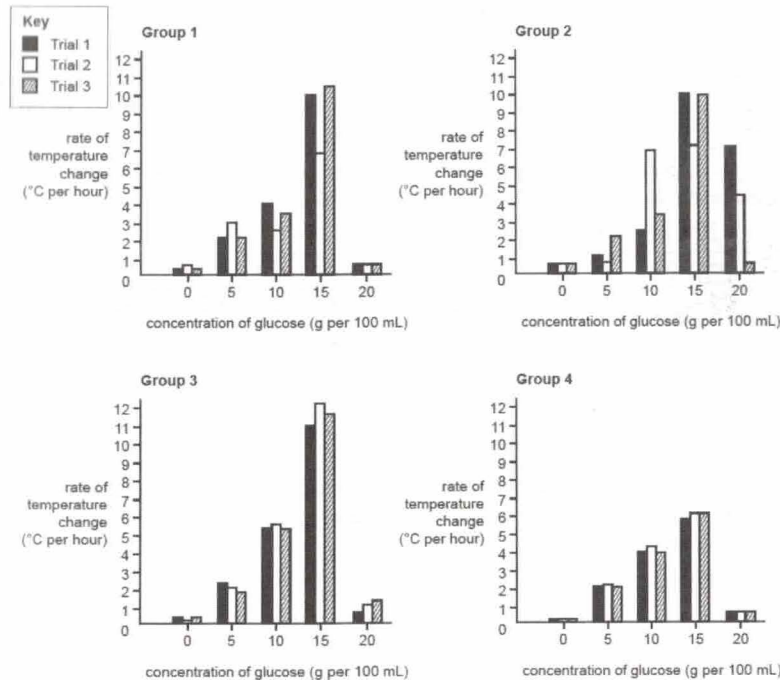 Key
Trial 1
Trial 2
Trial 3
Group 1
12
11
10
9
8
7
6
5
4
3
2
1
0
rate of
temperature
change
(°C per hour)
0 5 10 15 20
concentration of glucose (g per 100 mL)
Group 2
12
11
10
9
8
7
6
5
4
3
2
1
0
rate of
temperature
change
(°C per hour)
0 5 10 15 20
concentration of glucose (g per 100 mL)
Group 3
12
11
10
9
8
7
6
5
4
3
2
1
0
rate of
temperature
change
(°C per hour)
0 5 10 15 20
concentration of glucose (g per 100 mL)
Group 4
12
11
10
9
8
7
6
5
4
3
2
1
0
rate of
temperature
change
(°C per hour)
0 5 10 15 20
concentration of glucose (g per 100 mL)